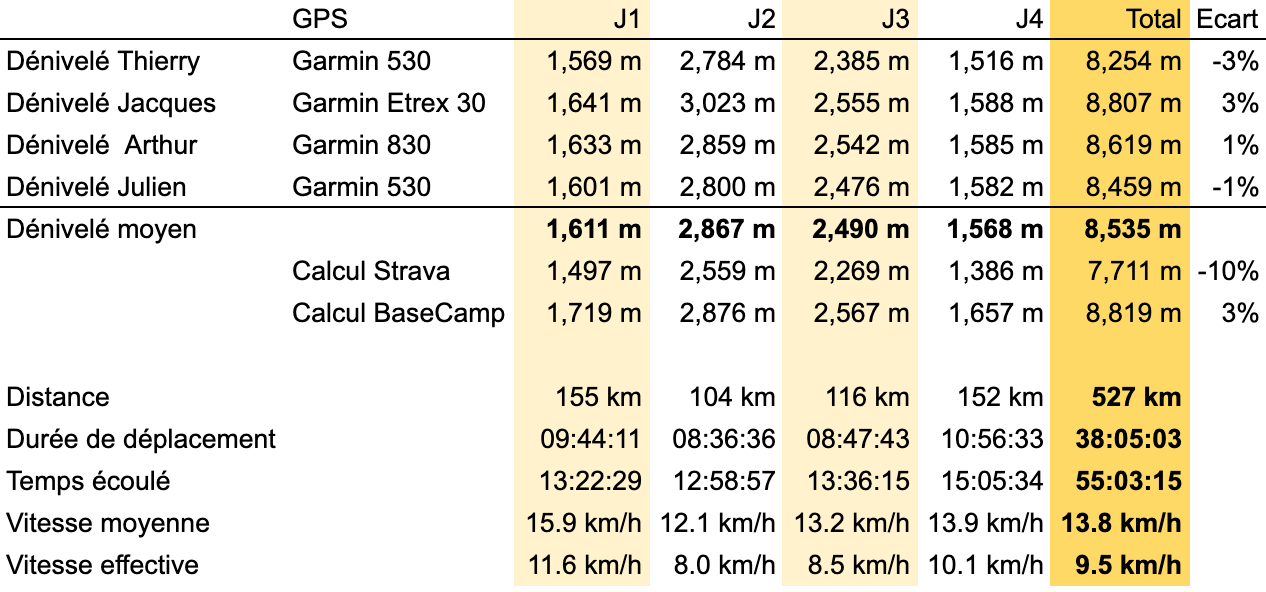 GPS J1 J2 J3 J4 Total Ecart
Dénivelé Thierry Garmin 530 1,569 m 2,784 m 2,385 m 1,516 m 8,254 m -3%
Dénivelé Jacques Garmin Etrex 30 1,641 m 3,023 m 2,555 m 1,588 m 8,807 m 3%
Dénivelé Arthur Garmin 830 1,633 m 2,859 m 2,542 m 1,585 m 8,619 m 1%
Dénivelé Julien Garmin 530 1,601 m 2,800 m 2,476 m 1,582 m 8,459 m -1%
Dénivelé moyen 1,611 m 2,867 m 2,490 m 1,568 m 8,535 m
Calcul Strava 1,497 m 2,559 m 2,269 m 1,386 m 7,711 m -10%
Calcul BaseCamp 1,719 m 2,876 m 2,567 m 1,657 m 8,819 m 3%
Distance 155 km 104 km 116 km 152 km 527 km
Durée de déplacement 09:44:11 08:36:36 08:47:43 10:56:33 38:05:03
Temps écoulé 13:22:29 12:58:57 13:36:15 15:05:34 55:03:15
Vitesse moyenne 15.9 km/h 12.1 km/h 13.2 km/h 13.9 km/h 13.8 km/h
Vitesse effective 11.6 km/h 8.0 km/h 8.5 km/h 10.1 km/h 9.5 km/h